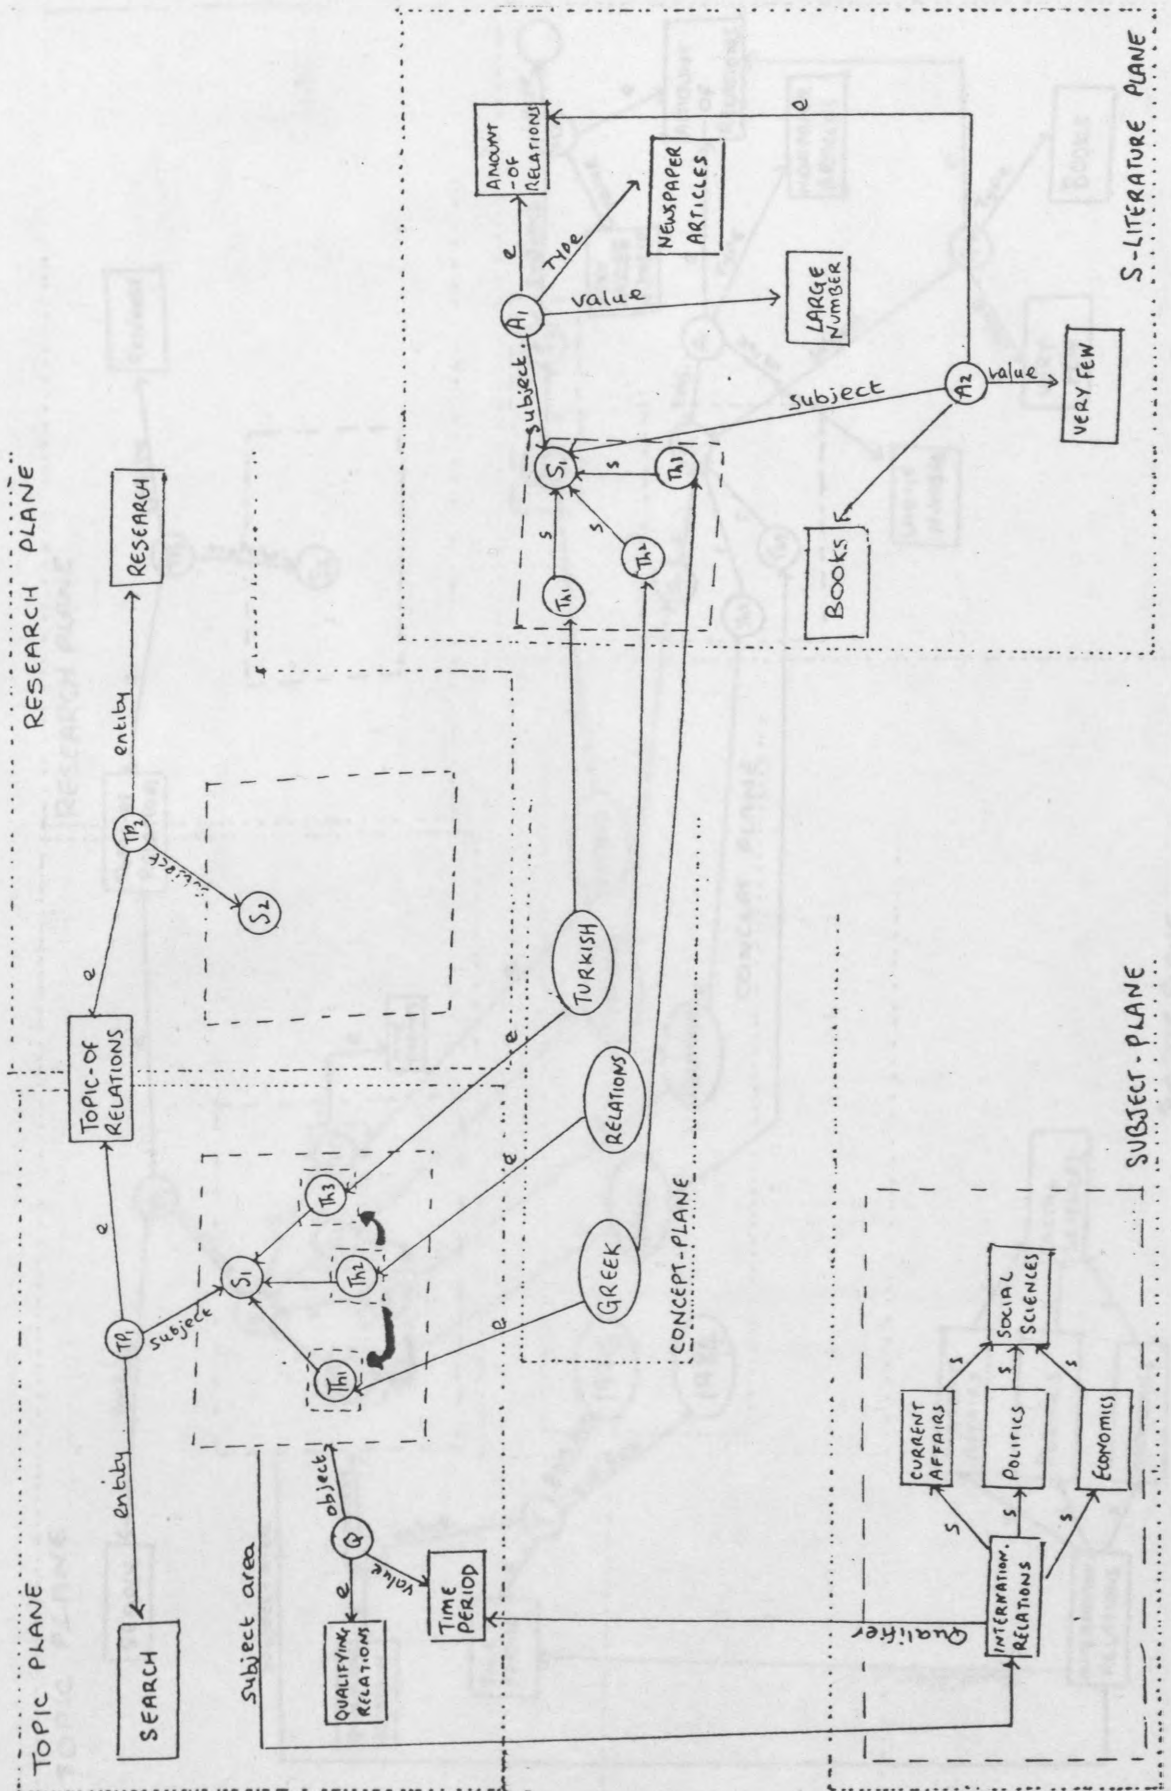 TOPIC PLANE
SEARCH
entity
TP1
e
TOPIC-OF
RELATIONS
subject
S1
Th1
Th2
Th3
subject area
object
Q
e
value
QUALIFYING
RELATIONS
TIME
PERIOD
RESEARCH PLANE
e
TP2
entity
RESEARCH
subject
S2
CONCEPT-PLANE
GREEK
RELATIONS
TURKISH
e
e
e
SUBJECT-PLANE
Qualifier
INTERNATION.
RELATIONS
s
s
s
CURRENT
AFFAIRS
POLITICS
ECONOMICS
s
s
s
SOCIAL
SCIENCES
S-LITERATURE PLANE
Th1
Th2
Th3
s
s
s
S1
subject.
A1
e
AMOUNT
-OF
RELATIONS
TYPE
NEWSPAPER
ARTICLES
value
LARGE
NUMBER
subject
A2
e
value
VERY FEW
BOOKS